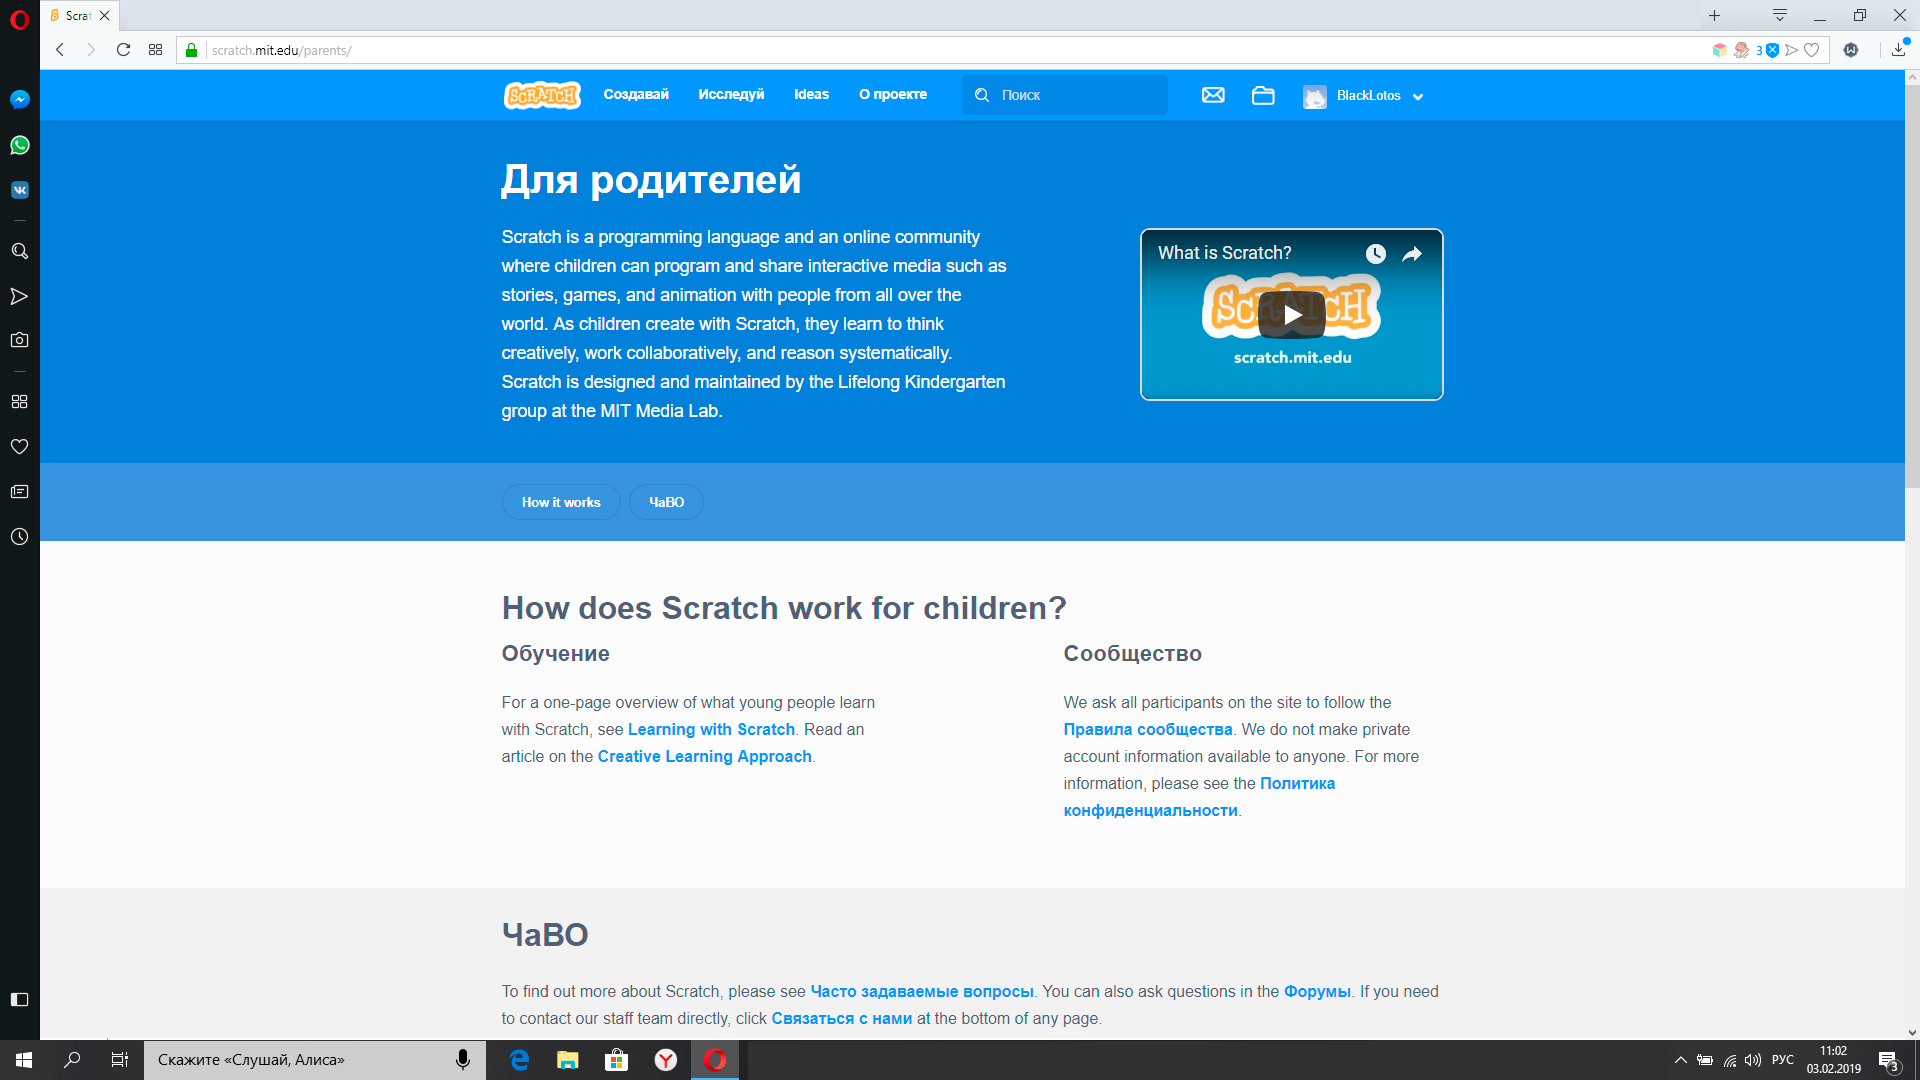 Scrat
scratch.mit.edu/parents/
3
SCRATCH
Создавай
Исследуй
Ideas
О проекте
Поиск
BlackLotos
Для родителей
Scratch is a programming language and an online community
where children can program and share interactive media such as
stories, games, and animation with people from all over the
world. As children create with Scratch, they learn to think
creatively, work collaboratively, and reason systematically.
Scratch is designed and maintained by the Lifelong Kindergarten
group at the MIT Media Lab.
What is Scratch?
SCRATCH
scratch.mit.edu
How it works
ЧаВО
How does Scratch work for children?
Обучение
For a one-page overview of what young people learn
with Scratch, see Learning with Scratch. Read an
article on the Creative Learning Approach.
Сообщество
We ask all participants on the site to follow the
Правила сообщества. We do not make private
account information available to anyone. For more
information, please see the Политика
конфиденциальности.
ЧаВО
To find out more about Scratch, please see Часто задаваемые вопросы. You can also ask questions in the Форумы. If you need
to contact our staff team directly, click Связаться с нами at the bottom of any page.
Скажите «Слушай, Алиса»
РУС
11:02
03.02.2019
3